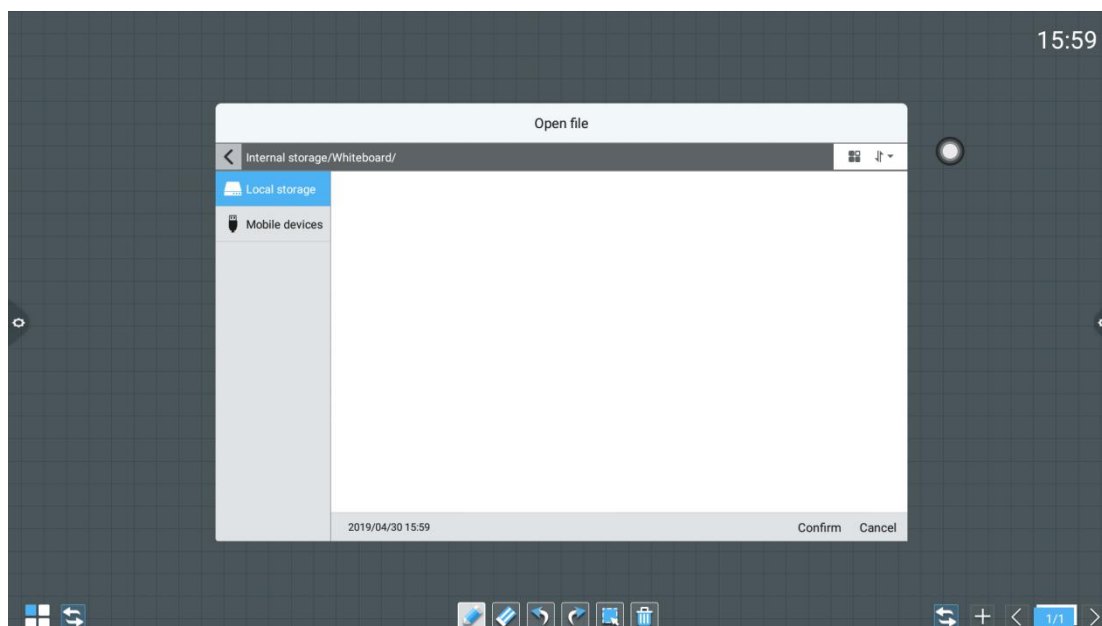 15:59
Open file
Internal storage/Whiteboard/
Local storage
Mobile devices
2019/04/30 15:59
Confirm Cancel
1/1